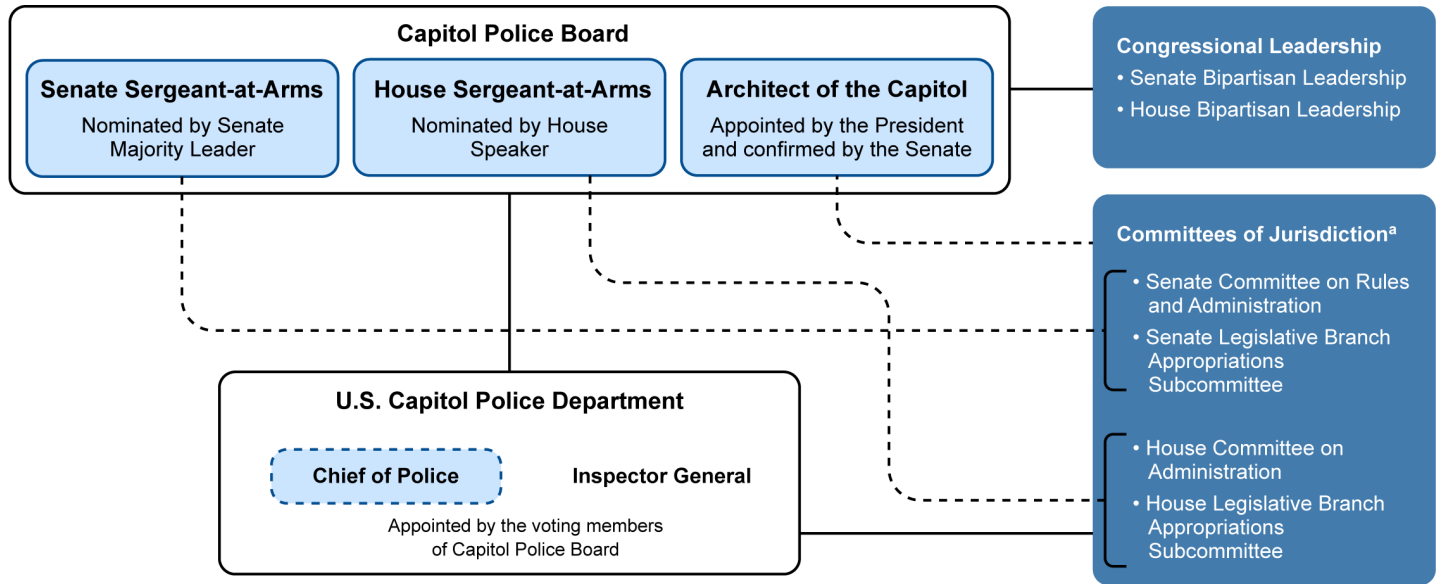 Capitol Police Board
Senate Sergeant-at-Arms
Nominated by Senate
Majority Leader
House Sergeant-at-Arms
Nominated by House
Speaker
Architect of the Capitol
Appointed by the President
and confirmed by the Senate
Congressional Leadership
• Senate Bipartisan Leadership
• House Bipartisan Leadership
Committees of Jurisdictionᵃ
• Senate Committee on Rules
and Administration
• Senate Legislative Branch
Appropriations
Subcommittee
• House Committee on
Administration
• House Legislative Branch
Appropriations
Subcommittee
U.S. Capitol Police Department
Chief of Police
Inspector General
Appointed by the voting members
of Capitol Police Board